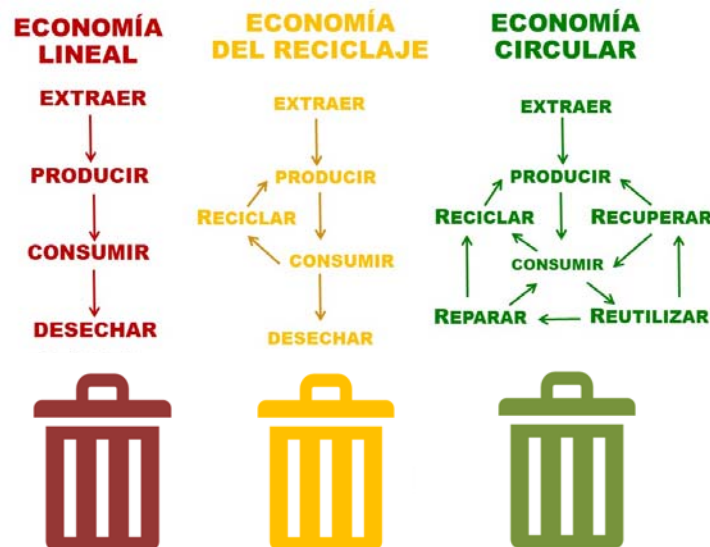 ECONOMÍA
LINEAL
EXTRAER
PRODUCIR
CONSUMIR
DESECHAR
ECONOMÍA
DEL RECICLAJE
EXTRAER
PRODUCIR
RECICLAR
CONSUMIR
DESECHAR
ECONOMÍA
CIRCULAR
EXTRAER
PRODUCIR
RECICLAR
RECUPERAR
CONSUMIR
REPARAR
REUTILIZAR